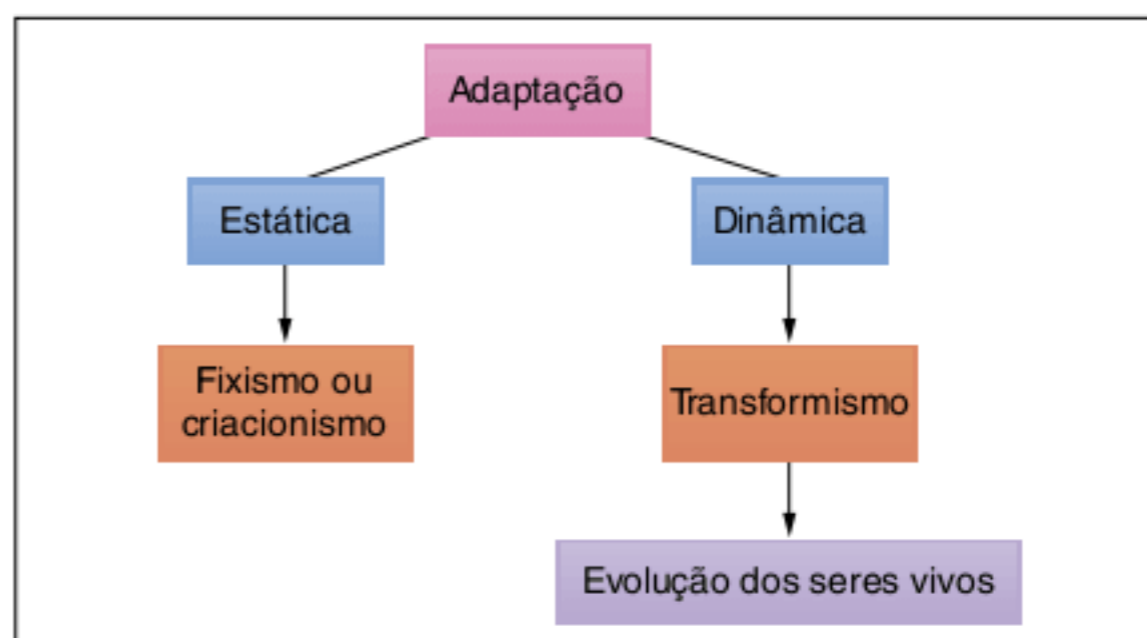 Adaptação
Estática
Dinâmica
Fixismo ou
criacionismo
Transformismo
Evolução dos seres vivos